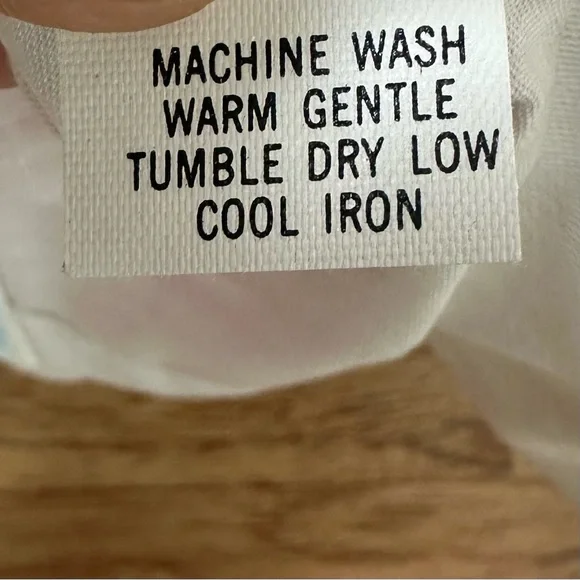 MACHINE WASH
WARM GENTLE
TUMBLE DRY LOW
COOL IRON